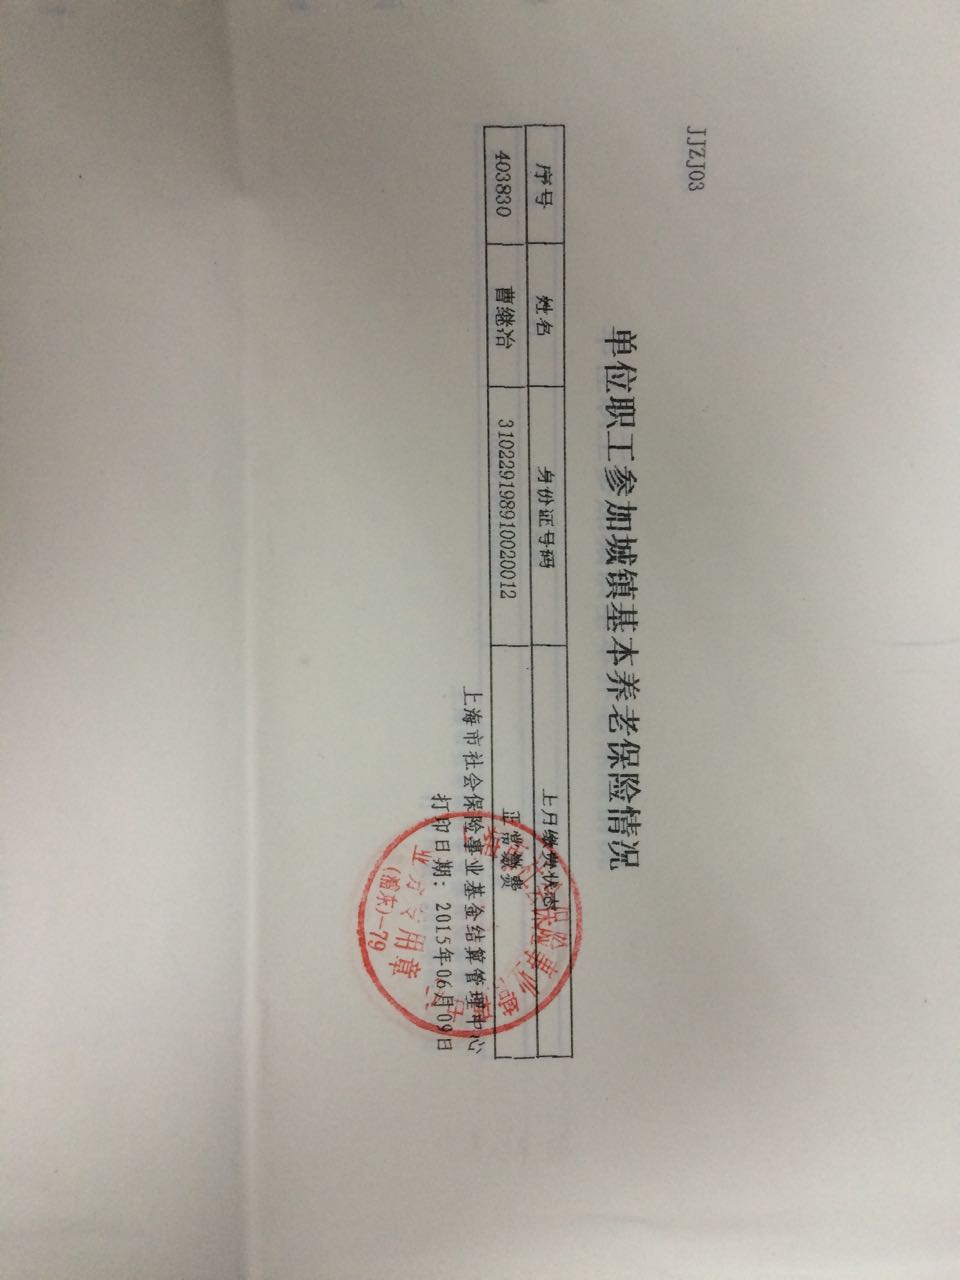 JJZJ03
单位职工参加城镇基本养老保险情况
序号 姓名 身份证号码 上月缴费状态
403830 曹继冶 310229198910020012 正常缴费
上海市社会保险事业基金结算管理中心
打印日期：2015年06月09日
业务专用章
(浦东)-79